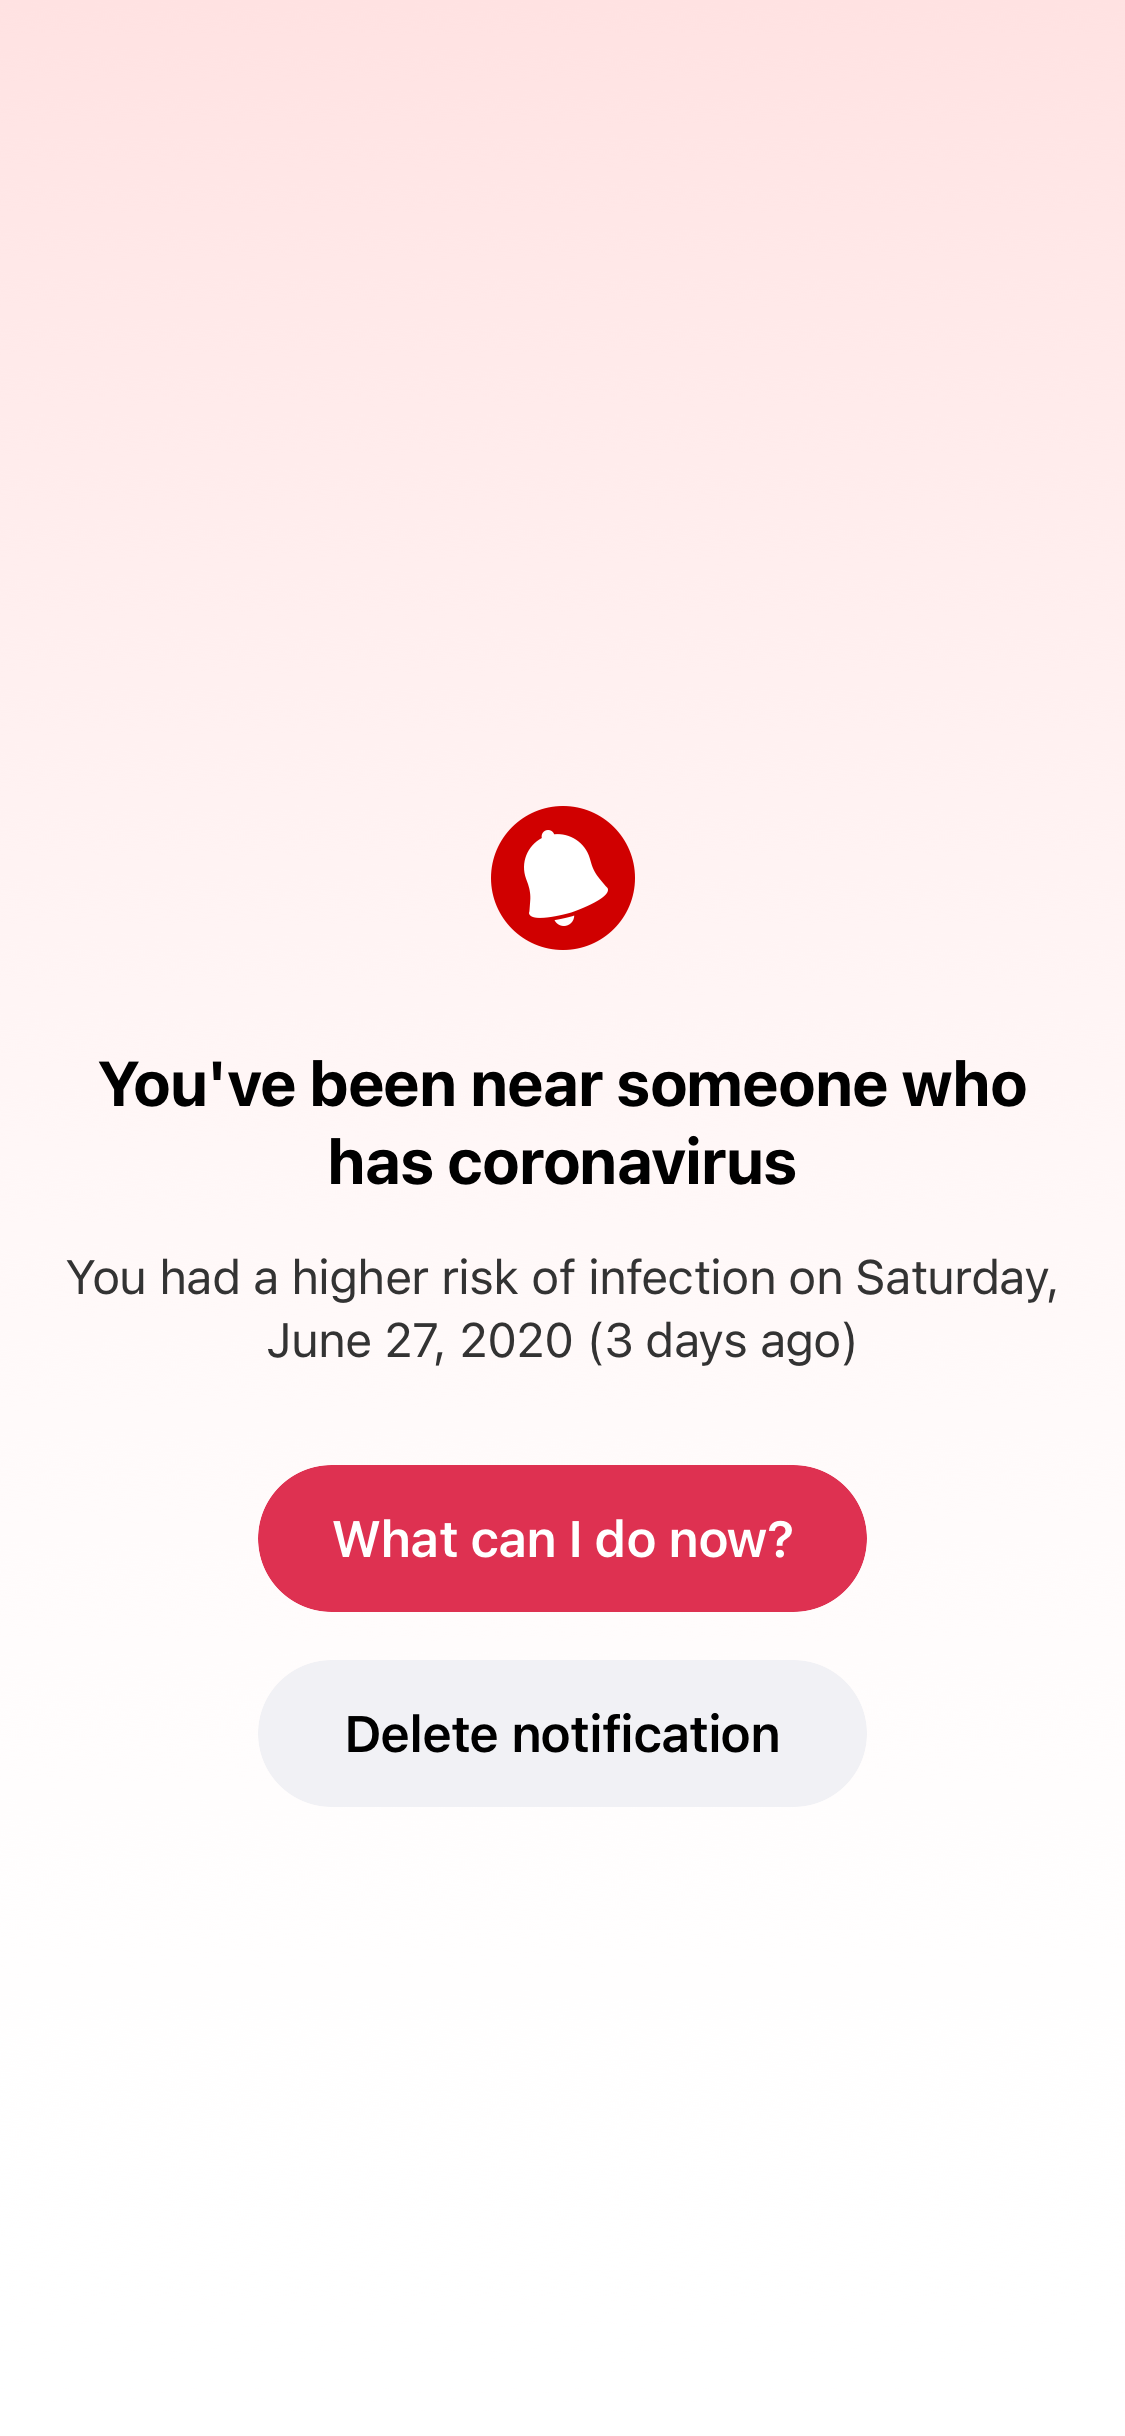 You've been near someone who
has coronavirus
You had a higher risk of infection on Saturday,
June 27, 2020 (3 days ago)
What can I do now?
Delete notification